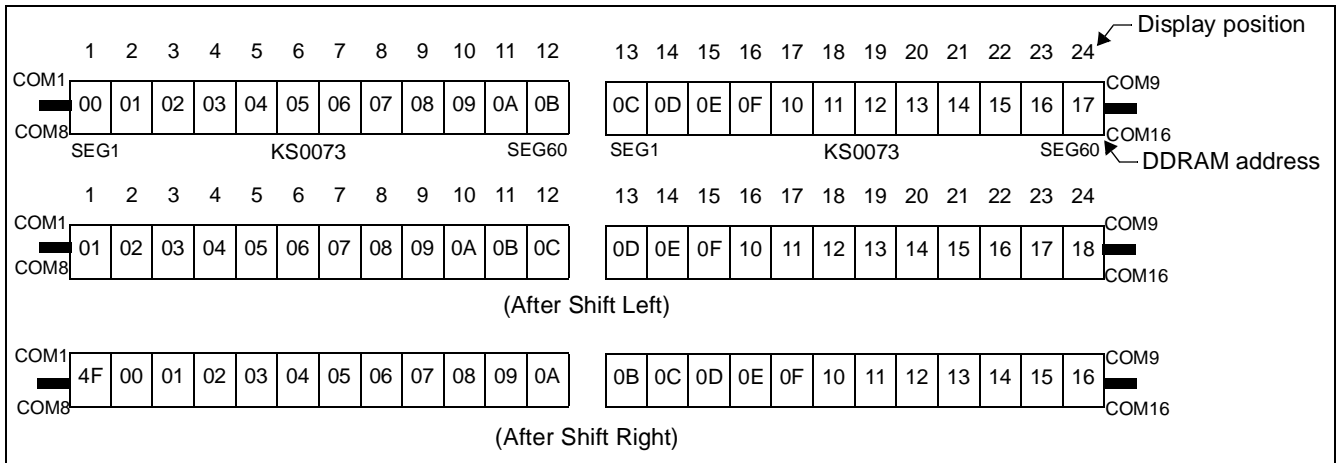 1 2 3 4 5 6 7 8 9 10 11 12 13 14 15 16 17 18 19 20 21 22 23 24 Display position
COM1 COM9
00 01 02 03 04 05 06 07 08 09 0A 0B 0C 0D 0E 0F 10 11 12 13 14 15 16 17
COM8 COM16
SEG1 KS0073 SEG60 SEG1 KS0073 SEG60 DDRAM address
1 2 3 4 5 6 7 8 9 10 11 12 13 14 15 16 17 18 19 20 21 22 23 24
COM1 COM9
01 02 03 04 05 06 07 08 09 0A 0B 0C 0D 0E 0F 10 11 12 13 14 15 16 17 18
COM8 COM16
(After Shift Left)
COM1 COM9
4F 00 01 02 03 04 05 06 07 08 09 0A 0B 0C 0D 0E 0F 10 11 12 13 14 15 16
COM8 COM16
(After Shift Right)